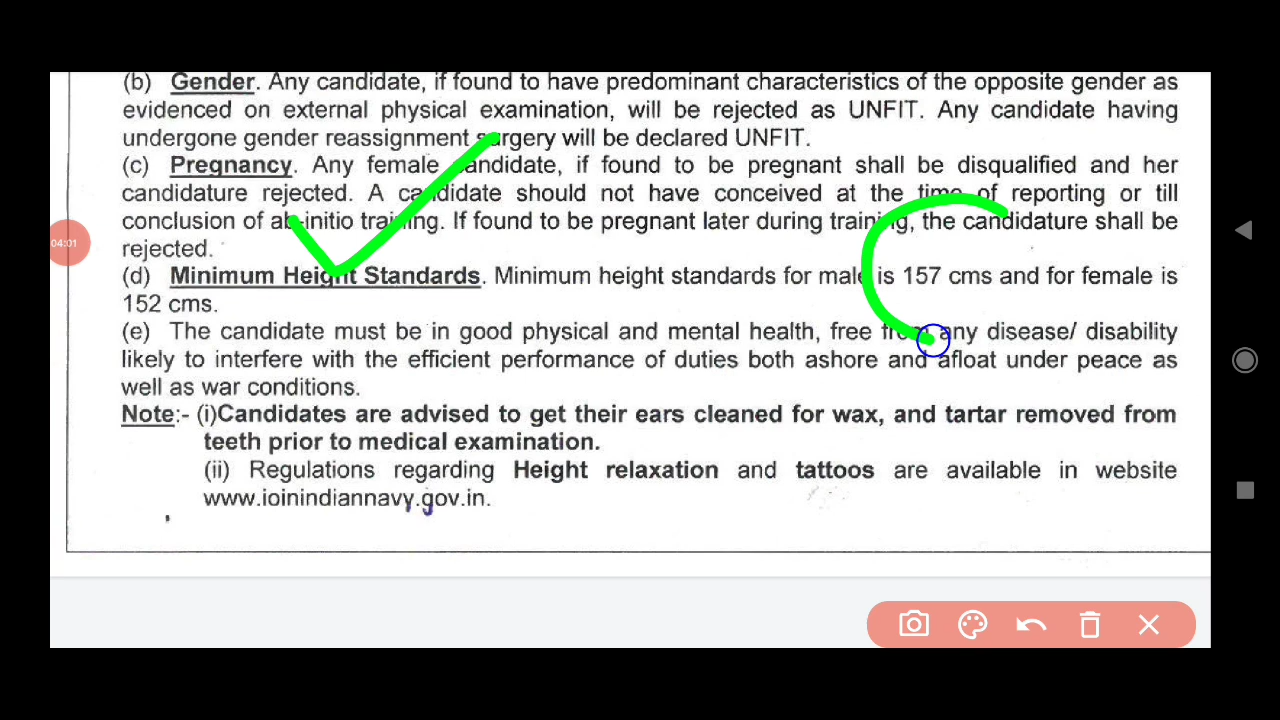 (b) Gender. Any candidate, if found to have predominant characteristics of the opposite gender as
evidenced on external physical examination, will be rejected as UNFIT. Any candidate having
undergone gender reassignment surgery will be declared UNFIT.
(c) Pregnancy. Any female candidate, if found to be pregnant shall be disqualified and her
candidature rejected. A candidate should not have conceived at the time of reporting or till
conclusion of ab-initio training. If found to be pregnant later during training, the candidature shall be
rejected.
04:01
(d) Minimum Height Standards. Minimum height standards for male is 157 cms and for female is
152 cms.
(e) The candidate must be in good physical and mental health, free from any disease/ disability
likely to interfere with the efficient performance of duties both ashore and afloat under peace as
well as war conditions.
Note:- (i)Candidates are advised to get their ears cleaned for wax, and tartar removed from
teeth prior to medical examination.
(ii) Regulations regarding Height relaxation and tattoos are available in website
www.ioinindiannavy.gov.in.